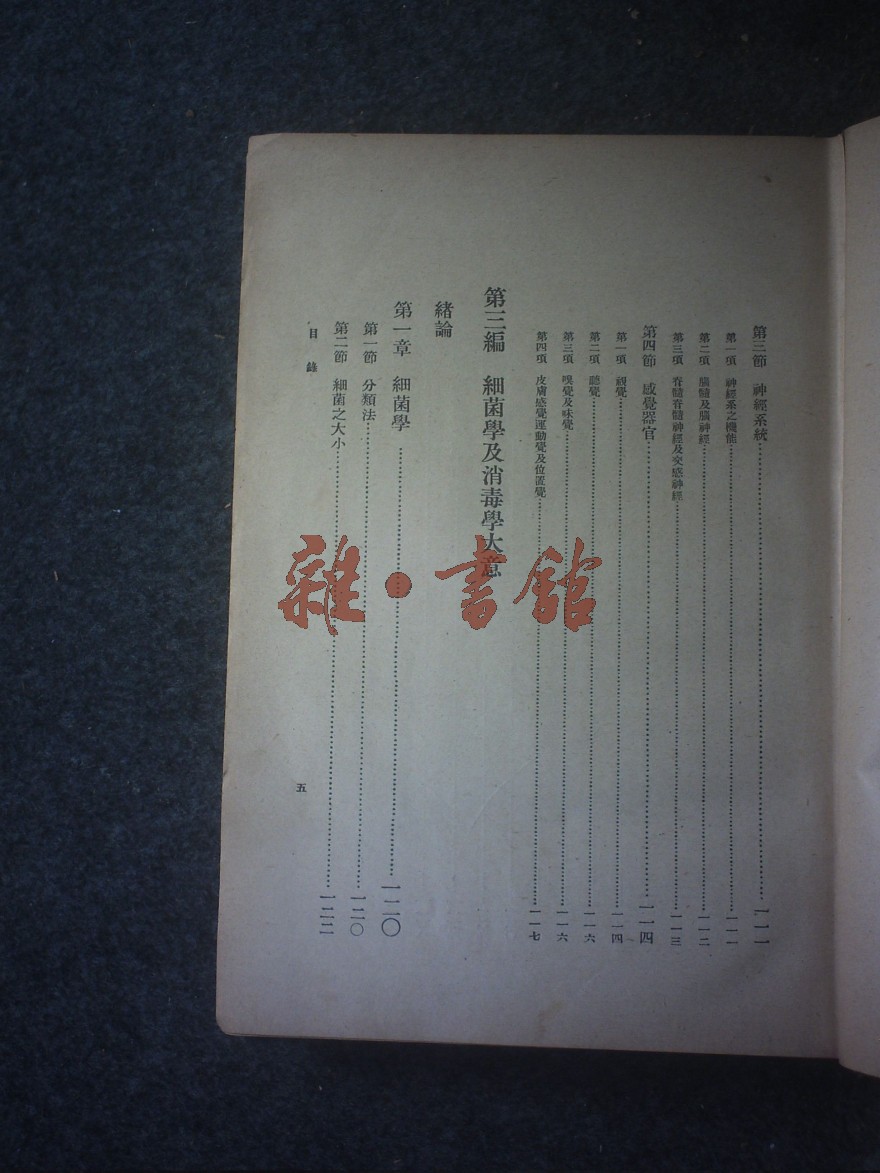 第三節　神經系統……一一一
第一項　神經系之機能……一一一
第二項　腦髓及腦神經……一一二
第三項　脊髓脊髓神經及交感神經……一一三
第四節　感覺器官……一一四
第一項　視覺……一一四
第二項　聽覺……一一六
第三項　嗅覺及味覺……一一六
第四項　皮膚感覺運動覺及位置覺……一一七
第三編　細菌學及消毒學大意
緒論
第一章　細菌學……一二〇
第一節　分類法……一二〇
第二節　細菌之大小……一二二
目錄
五
雜·書館